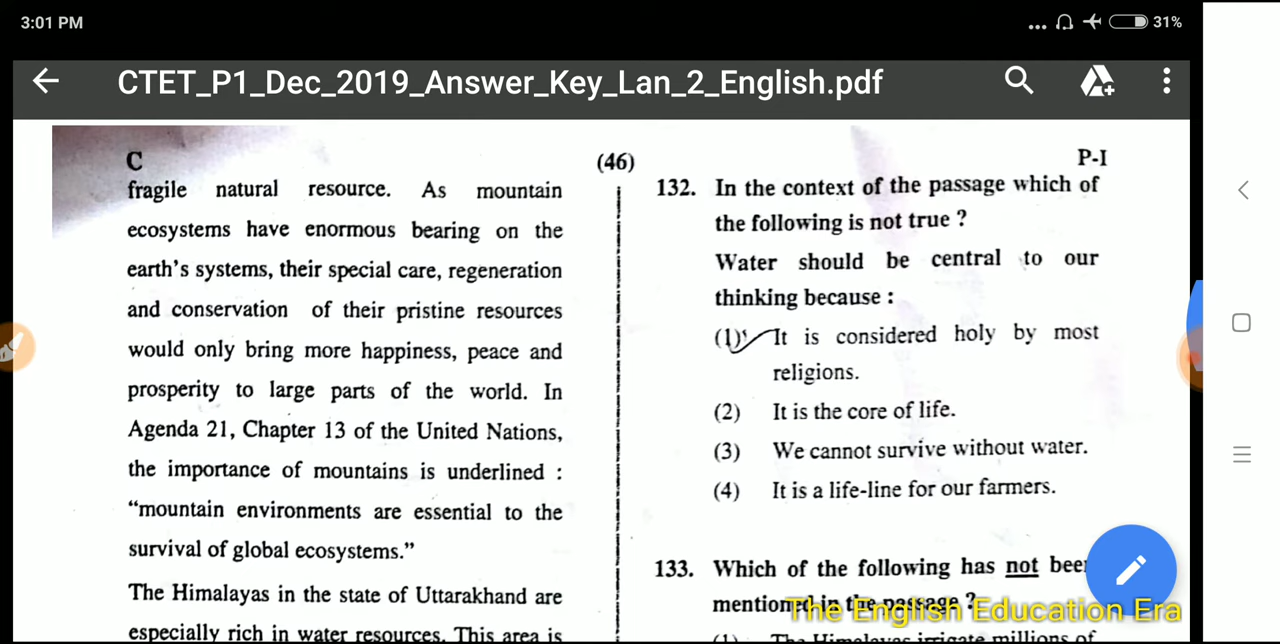 3:01 PM
31%
CTET_P1_Dec_2019_Answer_Key_Lan_2_English.pdf
C
(46)
P-I
fragile natural resource. As mountain
ecosystems have enormous bearing on the
earth's systems, their special care, regeneration
and conservation of their pristine resources
would only bring more happiness, peace and
prosperity to large parts of the world. In
Agenda 21, Chapter 13 of the United Nations,
the importance of mountains is underlined :
“mountain environments are essential to the
survival of global ecosystems.”
The Himalayas in the state of Uttarakhand are
especially rich in water resources. This area is
132. In the context of the passage which of
the following is not true ?
Water should be central to our
thinking because :
(1) It is considered holy by most
religions.
(2) It is the core of life.
(3) We cannot survive without water.
(4) It is a life-line for our farmers.
133. Which of the following has not been
mentioned in the passage ?
(1) The Himalayas irrigate millions of
The English Education Era